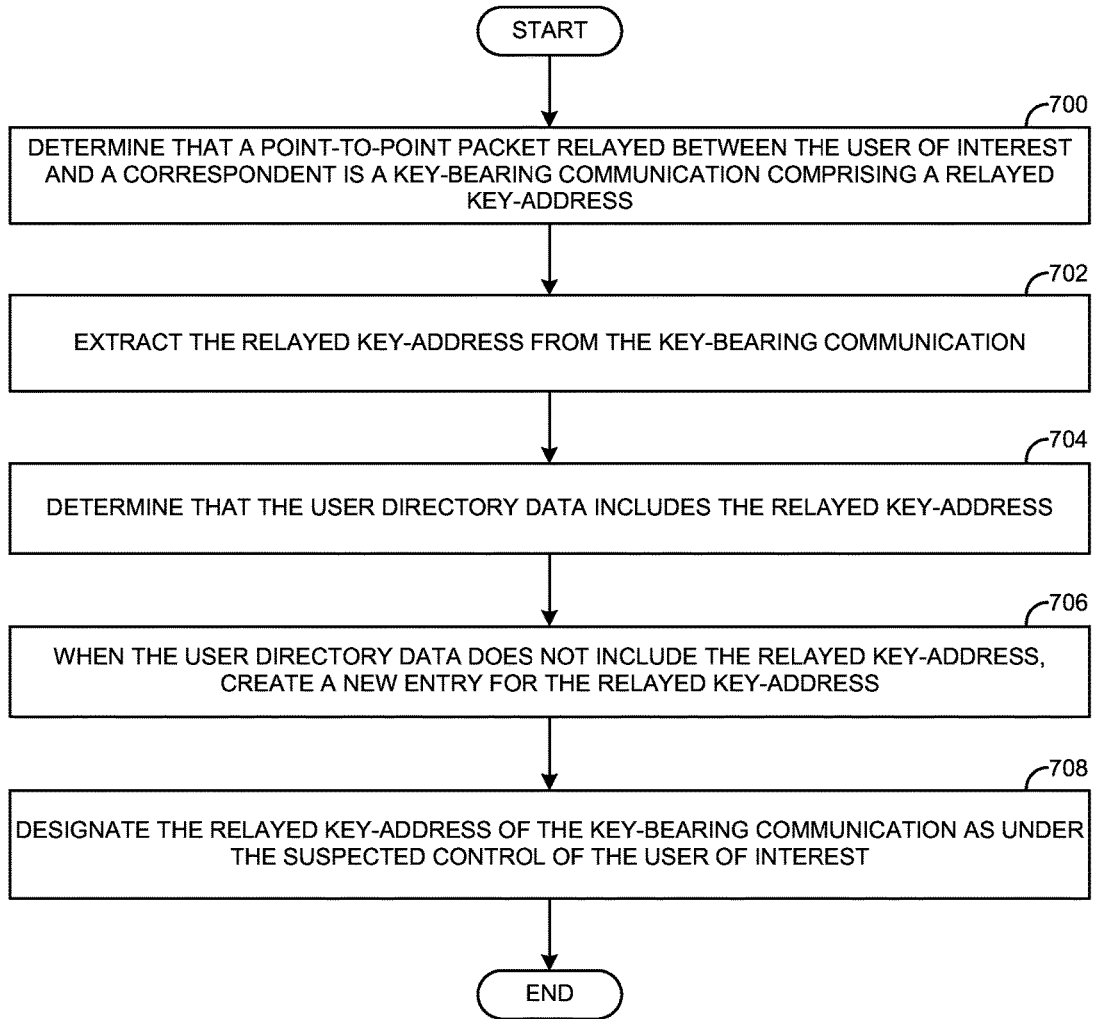 START
700
DETERMINE THAT A POINT-TO-POINT PACKET RELAYED BETWEEN THE USER OF INTEREST
AND A CORRESPONDENT IS A KEY-BEARING COMMUNICATION COMPRISING A RELAYED
KEY-ADDRESS
702
EXTRACT THE RELAYED KEY-ADDRESS FROM THE KEY-BEARING COMMUNICATION
704
DETERMINE THAT THE USER DIRECTORY DATA INCLUDES THE RELAYED KEY-ADDRESS
706
WHEN THE USER DIRECTORY DATA DOES NOT INCLUDE THE RELAYED KEY-ADDRESS,
CREATE A NEW ENTRY FOR THE RELAYED KEY-ADDRESS
708
DESIGNATE THE RELAYED KEY-ADDRESS OF THE KEY-BEARING COMMUNICATION AS UNDER
THE SUSPECTED CONTROL OF THE USER OF INTEREST
END